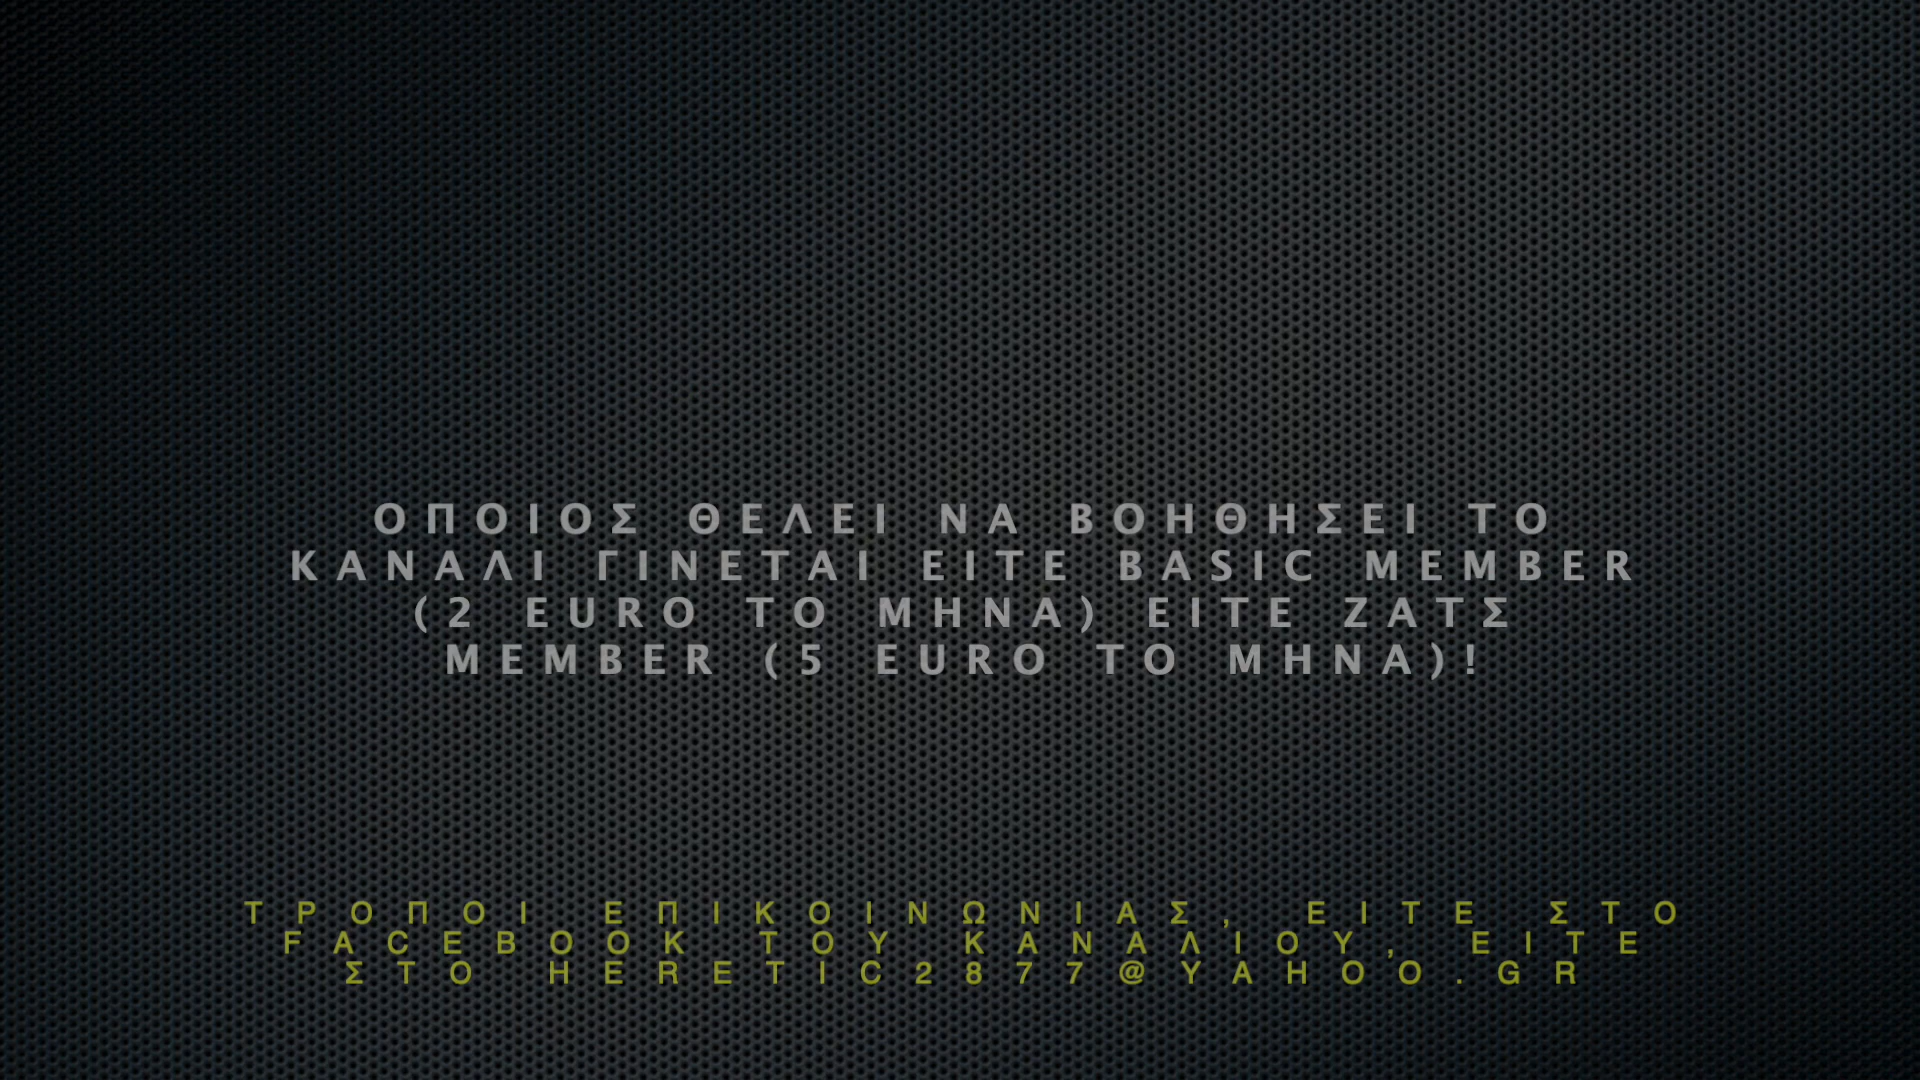 ΟΠΟΙΟΣ ΘΕΛΕΙ ΝΑ ΒΟΗΘΗΣΕΙ ΤΟ
ΚΑΝΑΛΙ ΓΙΝΕΤΑΙ ΕΙΤΕ BASIC MEMBER
(2 EURO ΤΟ ΜΗΝΑ) ΕΙΤΕ ΖΑΤΣ
MEMBER (5 EURO ΤΟ ΜΗΝΑ)!
ΤΡΟΠΟΙ ΕΠΙΚΟΙΝΩΝΙΑΣ, ΕΙΤΕ ΣΤΟ
FACEBOOK ΤΟΥ ΚΑΝΑΛΙΟΥ, ΕΙΤΕ
ΣΤΟ HERETIC2877@YAHOO.GR